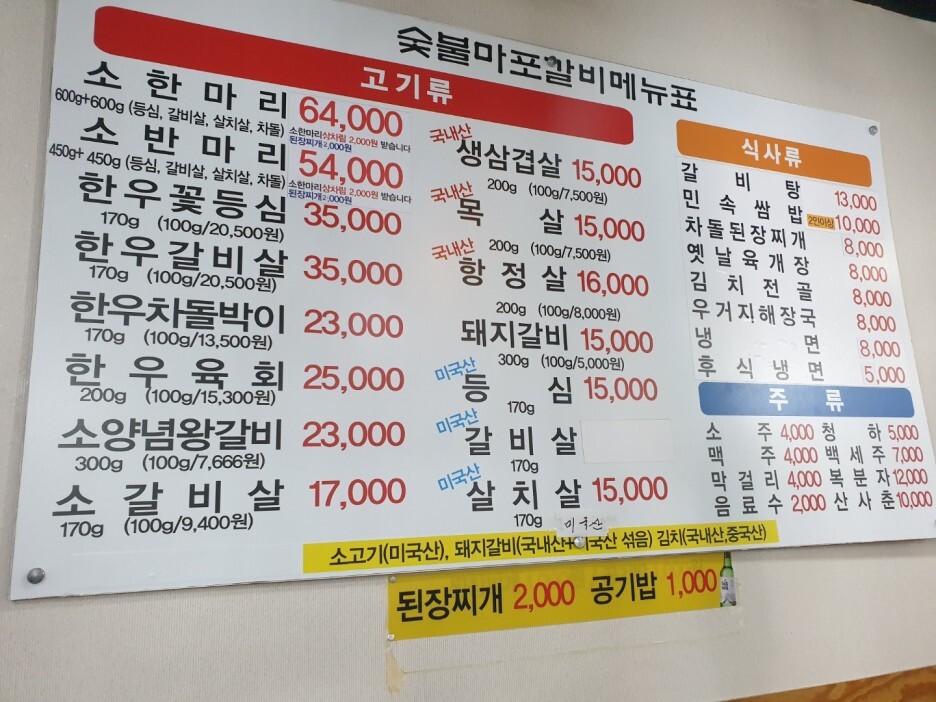 숯불마포갈비메뉴표
고기류
소한마리 64,000
600g+600g (등심, 갈비살, 살치살, 차돌)
소한마리상차림 2,000원 받습니다
된장찌개 2,000원
소반마리 54,000
450g+ 450g (등심, 갈비살, 살치살, 차돌)
소한마리상차림 2,000원 받습니다
된장찌개 2,000원
한우꽃등심 35,000
170g (100g/20,500원)
한우갈비살 35,000
170g (100g/20,500원)
한우차돌박이 23,000
170g (100g/13,500원)
한우육회 25,000
200g (100g/15,300원)
소양념왕갈비 23,000
300g (100g/7,666원)
소갈비살 17,000
170g (100g/9,400원)
국내산
생삼겹살 15,000
200g (100g/7,500원)
국내산
목살 15,000
200g (100g/7,500원)
국내산
항정살 16,000
200g (100g/8,000원)
돼지갈비 15,000
300g (100g/5,000원)
미국산
등심 15,000
170g
미국산
갈비살
170g
미국산
살치살 15,000
170g
미국산
소고기(미국산), 돼지갈비(국내산+미국산 섞음) 김치(국내산,중국산)
식사류
갈비탕 13,000
민속쌈밥 2인이상 10,000
차돌된장찌개 8,000
옛날육개장 8,000
김치전골 8,000
우거지해장국 8,000
냉면 8,000
후식냉면 5,000
주류
소주 4,000 청하 5,000
맥주 4,000 백세주 7,000
막걸리 4,000 복분자 12,000
음료수 2,000 산사춘 10,000
된장찌개 2,000 공기밥 1,000